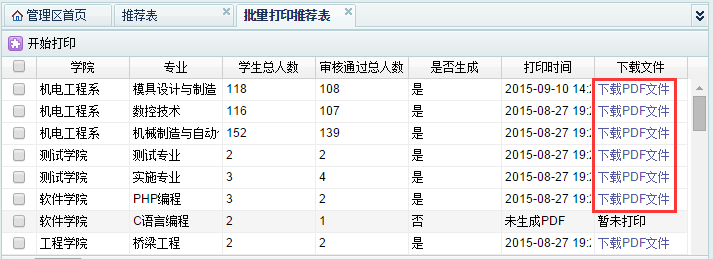 管理区首页 推荐表 批量打印推荐表
开始打印
学院 专业 学生总人数 审核通过总人数 是否生成 打印时间 下载文件
机电工程系 模具设计与制造 118 108 是 2015-09-10 14:2 下载PDF文件
机电工程系 数控技术 116 107 是 2015-08-27 19:2 下载PDF文件
机电工程系 机械制造与自动 152 139 是 2015-08-27 19:2 下载PDF文件
测试学院 测试专业 2 2 是 2015-08-27 19:2 下载PDF文件
测试学院 实施专业 3 4 是 2015-08-27 19:2 下载PDF文件
软件学院 PHP编程 3 2 是 2015-08-27 19:2 下载PDF文件
软件学院 C语言编程 2 1 否 未生成PDF 暂未打印
工程学院 桥梁工程 2 2 是 2015-08-27 19:2 下载PDF文件